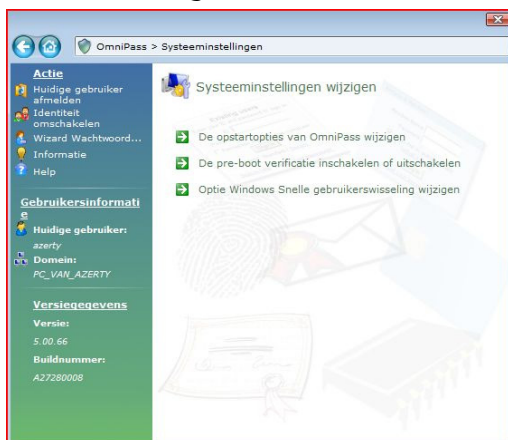 OmniPass > Systeeminstellingen
Actie
Huidige gebruiker
afmelden
Identiteit
omschakelen
Wizard Wachtwoord...
Informatie
Help
Gebruikersinformati
e
Huidige gebruiker:
azerty
Domein:
PC_VAN_AZERTY
Versiegegevens
Versie:
5.00.66
Buildnummer:
A27280008
Systeeminstellingen wijzigen
De opstartopties van OmniPass wijzigen
De pre-boot verificatie inschakelen of uitschakelen
Optie Windows Snelle gebruikerswisseling wijzigen